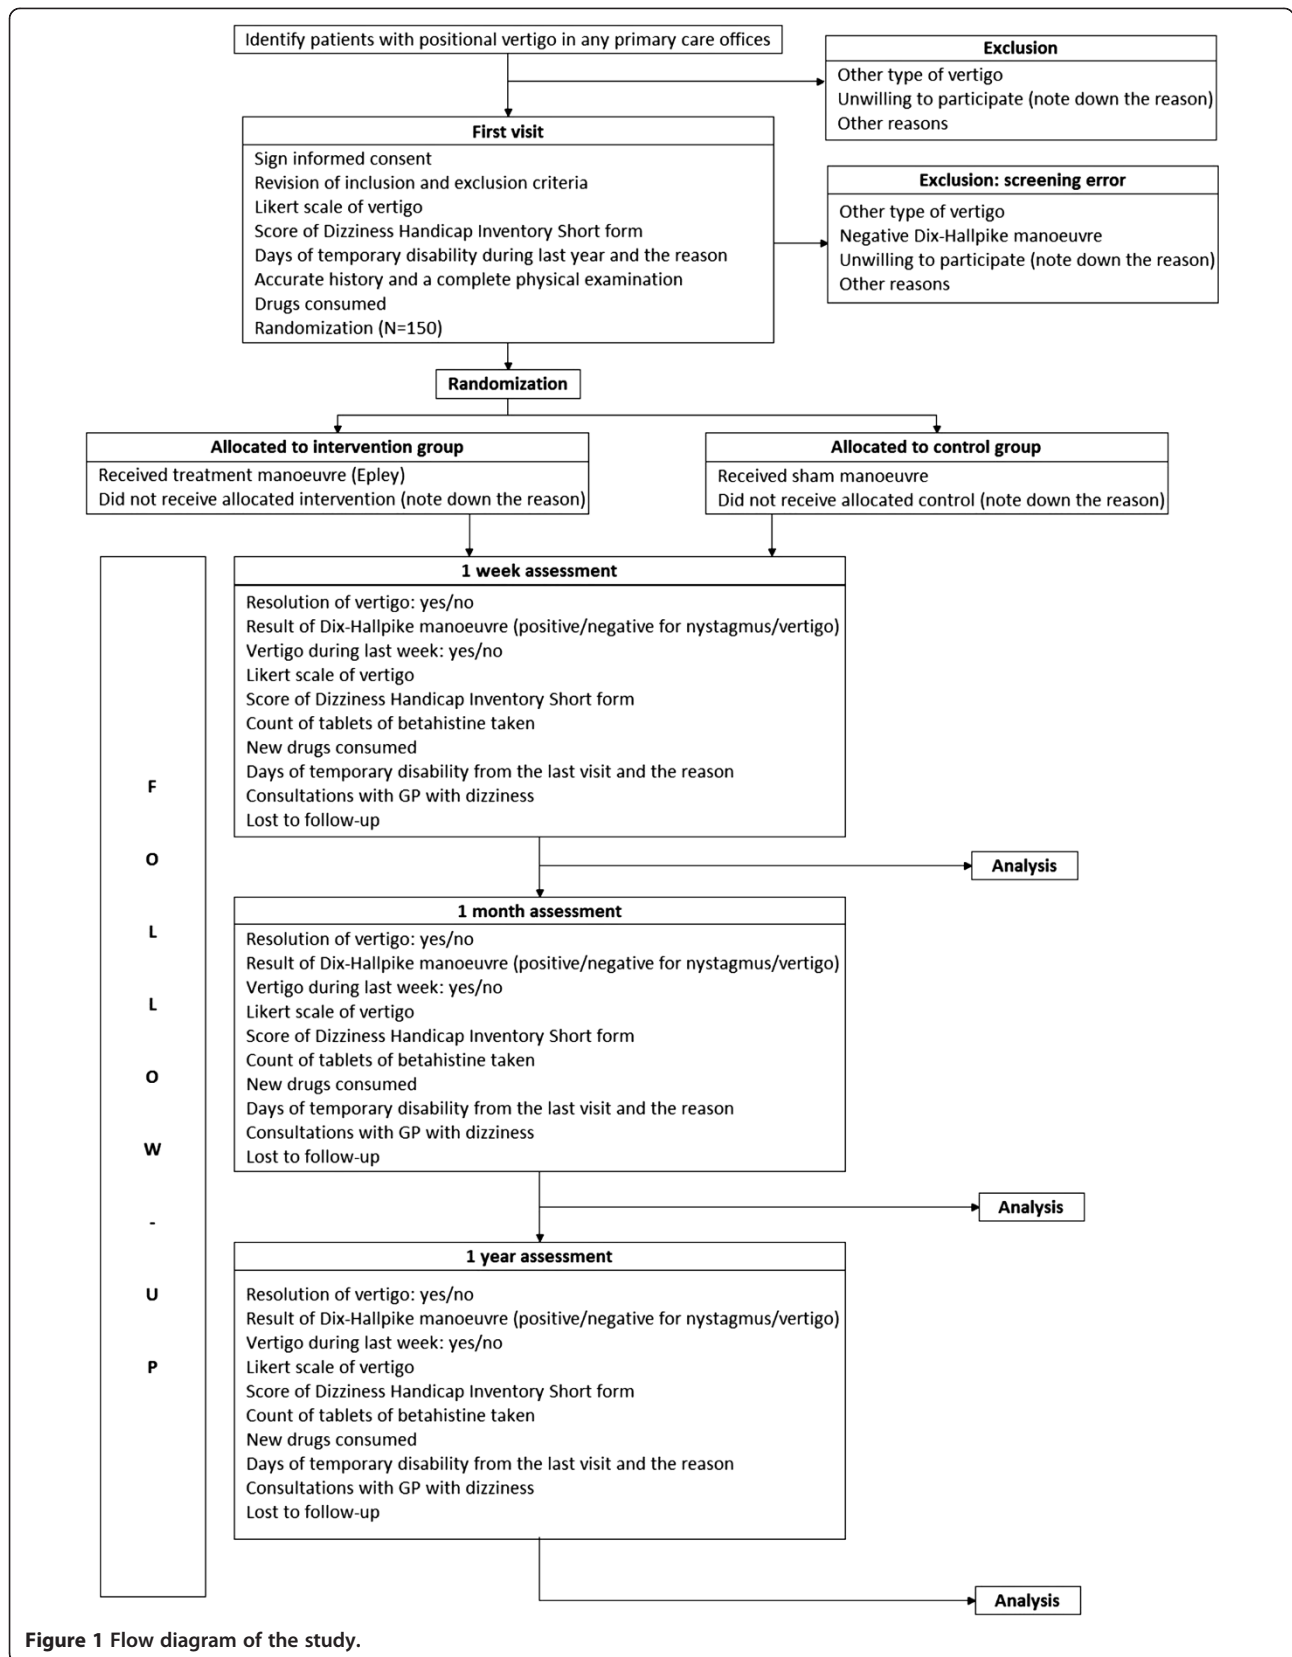 Identify patients with positional vertigo in any primary care offices
Exclusion
Other type of vertigo
Unwilling to participate (note down the reason)
Other reasons
First visit
Sign informed consent
Revision of inclusion and exclusion criteria
Likert scale of vertigo
Score of Dizziness Handicap Inventory Short form
Days of temporary disability during last year and the reason
Accurate history and a complete physical examination
Drugs consumed
Randomization (N=150)
Exclusion: screening error
Other type of vertigo
Negative Dix-Hallpike manoeuvre
Unwilling to participate (note down the reason)
Other reasons
Randomization
Allocated to intervention group
Received treatment manoeuvre (Epley)
Did not receive allocated intervention (note down the reason)
Allocated to control group
Received sham manoeuvre
Did not receive allocated control (note down the reason)
F
O
L
L
O
W
-
U
P
1 week assessment
Resolution of vertigo: yes/no
Result of Dix-Hallpike manoeuvre (positive/negative for nystagmus/vertigo)
Vertigo during last week: yes/no
Likert scale of vertigo
Score of Dizziness Handicap Inventory Short form
Count of tablets of betahistine taken
New drugs consumed
Days of temporary disability from the last visit and the reason
Consultations with GP with dizziness
Lost to follow-up
Analysis
1 month assessment
Resolution of vertigo: yes/no
Result of Dix-Hallpike manoeuvre (positive/negative for nystagmus/vertigo)
Vertigo during last week: yes/no
Likert scale of vertigo
Score of Dizziness Handicap Inventory Short form
Count of tablets of betahistine taken
New drugs consumed
Days of temporary disability from the last visit and the reason
Consultations with GP with dizziness
Lost to follow-up
Analysis
1 year assessment
Resolution of vertigo: yes/no
Result of Dix-Hallpike manoeuvre (positive/negative for nystagmus/vertigo)
Vertigo during last week: yes/no
Likert scale of vertigo
Score of Dizziness Handicap Inventory Short form
Count of tablets of betahistine taken
New drugs consumed
Days of temporary disability from the last visit and the reason
Consultations with GP with dizziness
Lost to follow-up
Analysis
Figure 1 Flow diagram of the study.